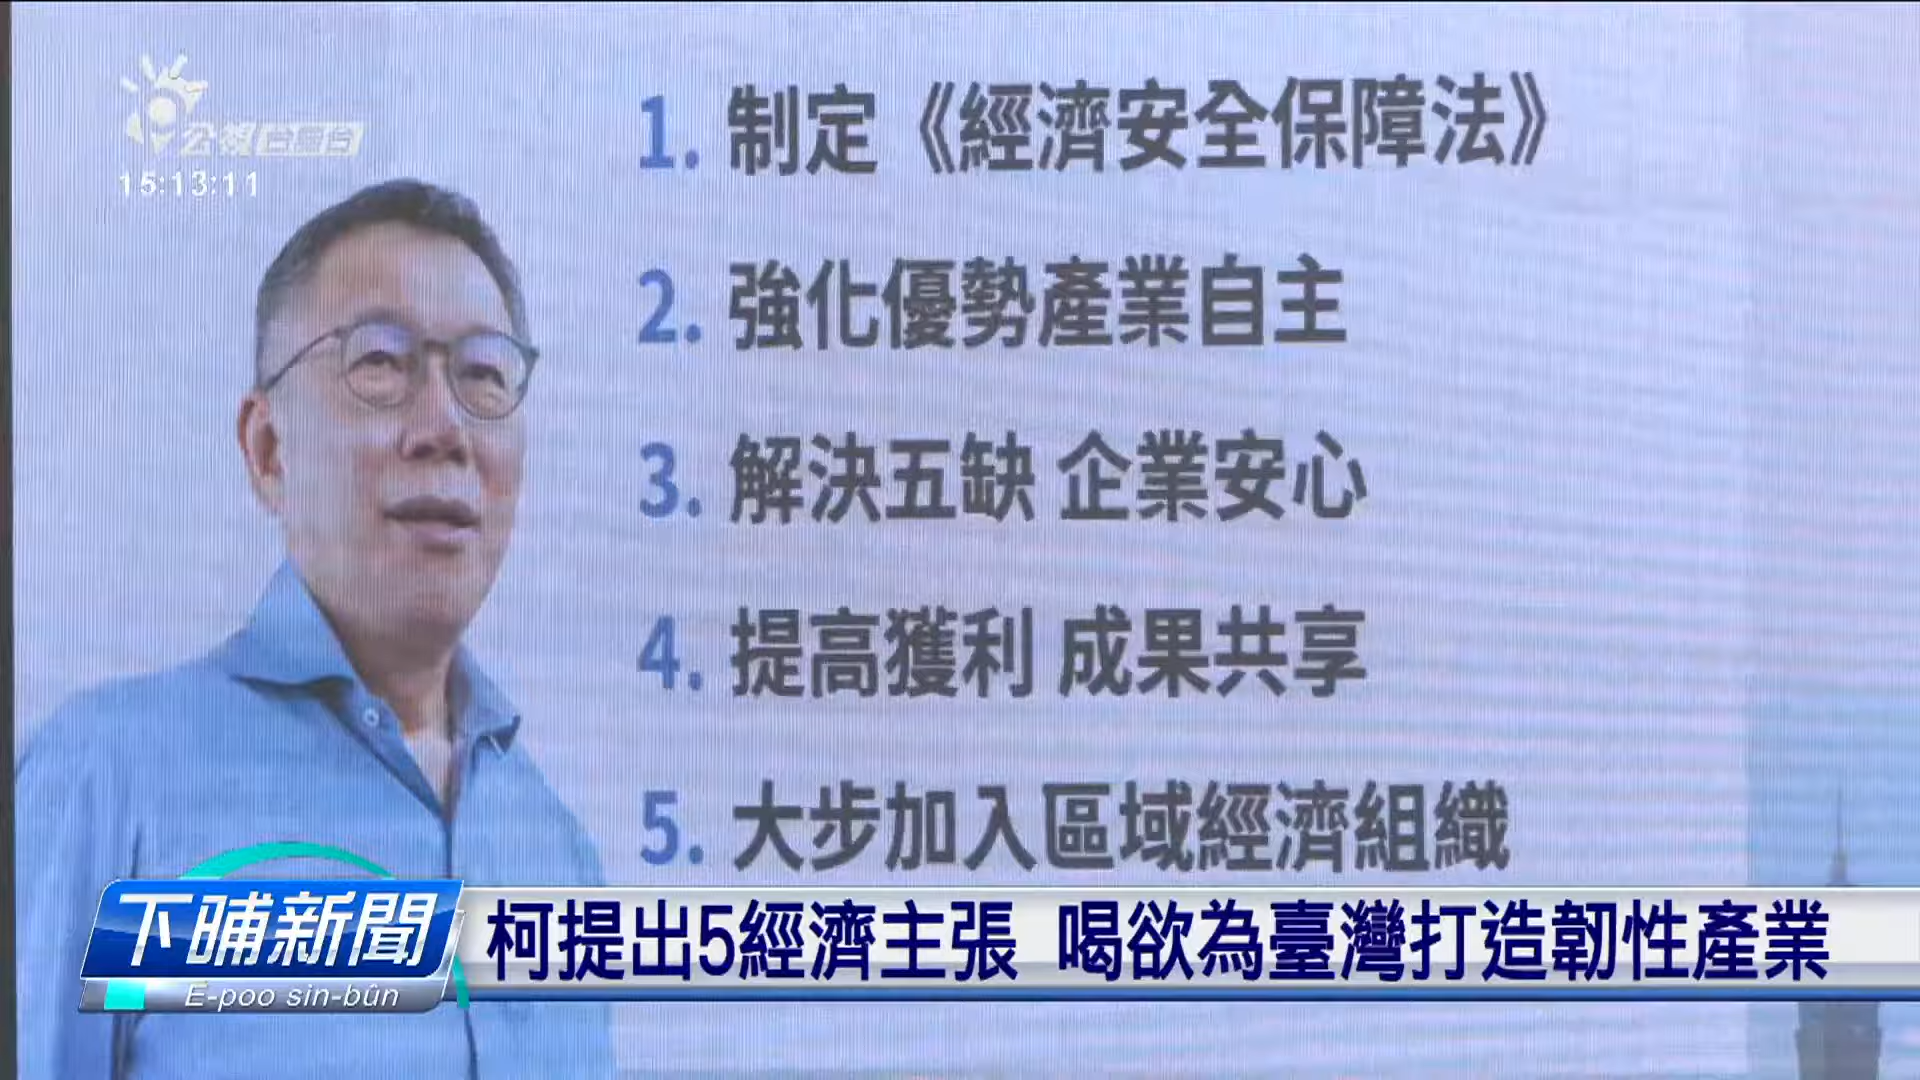 公視台語台
15:13:11
1. 制定《經濟安全保障法》
2. 強化優勢產業自主
3. 解決五缺 企業安心
4. 提高獲利 成果共享
5. 大步加入區域經濟組織
下晡新聞
E-poo sin-bûn
柯提出5經濟主張 喝欲為臺灣打造韌性產業